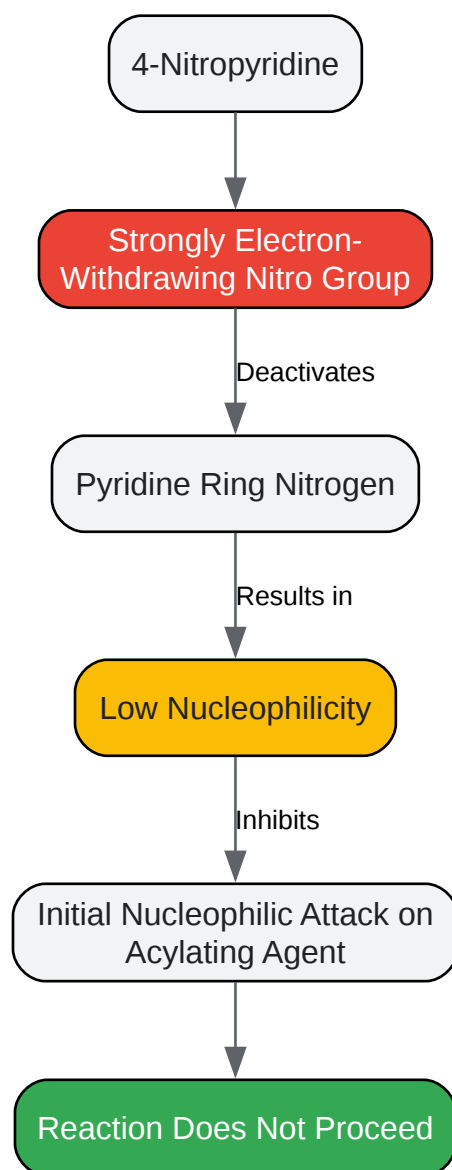 4-Nitropyridine
Strongly Electron-
Withdrawing Nitro Group
Deactivates
Pyridine Ring Nitrogen
Results in
Low Nucleophilicity
Inhibits
Initial Nucleophilic Attack on
Acylating Agent
Reaction Does Not Proceed